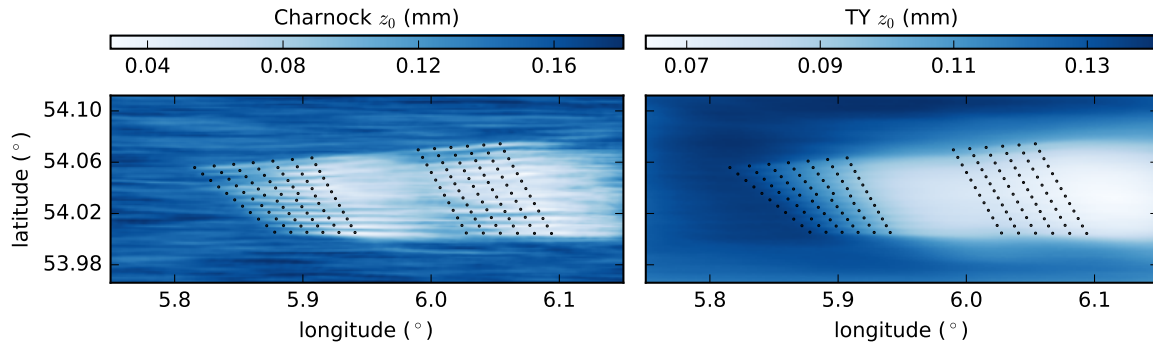 Charnock z₀ (mm)
TY z₀ (mm)
0.04 0.08 0.12 0.16
0.07 0.09 0.11 0.13
latitude (°)
54.10
54.06
54.02
53.98
5.8 5.9 6.0 6.1
5.8 5.9 6.0 6.1
longitude (°)
longitude (°)